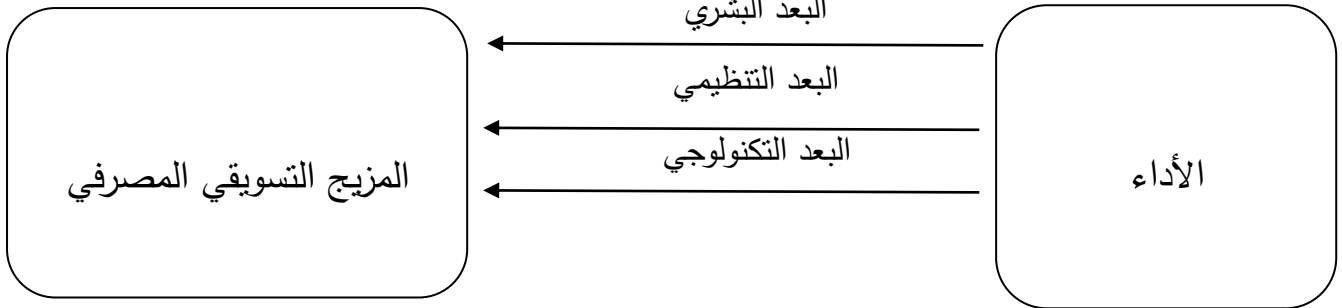 البعد البشري
البعد التنظيمي
البعد التكنولوجي
الأداء
المزيج التسويقي المصرفي